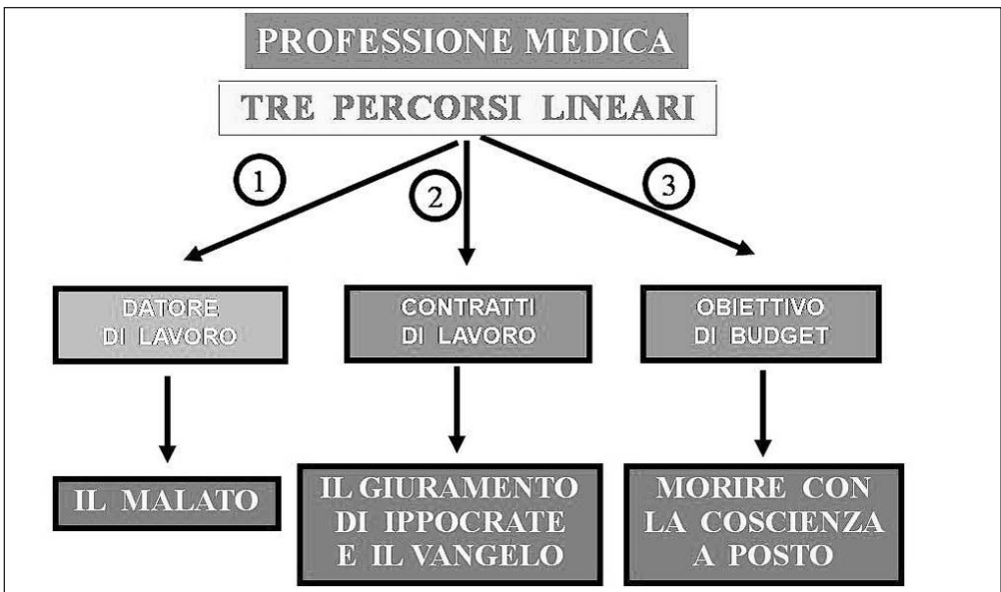 PROFESSIONE MEDICA
TRE PERCORSI LINEARI
1
2
3
DATORE
DI LAVORO
CONTRATTI
DI LAVORO
OBIETTIVO
DI BUDGET
IL MALATO
IL GIURAMENTO
DI IPPOCRATE
E IL VANGELO
MORIRE CON
LA COSCIENZA
A POSTO